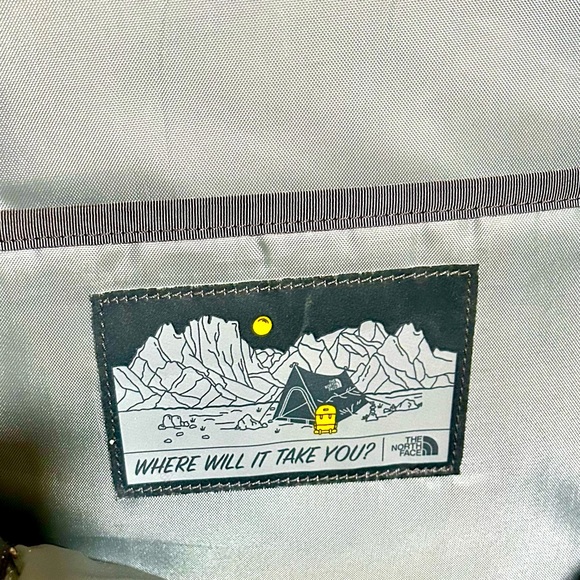 WHERE WILL IT TAKE YOU?
THE
NORTH
FACE